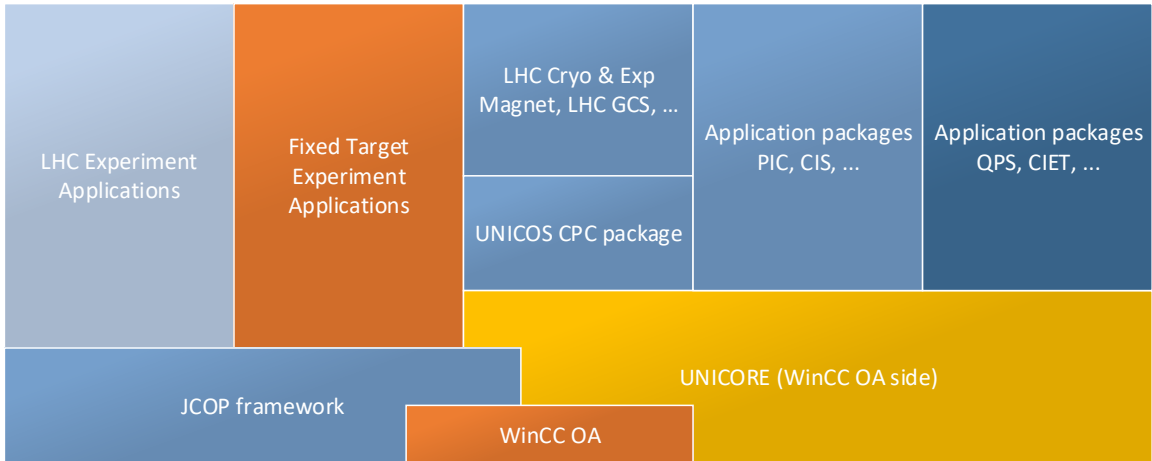 LHC Experiment
Applications
Fixed Target
Experiment
Applications
LHC Cryo & Exp
Magnet, LHC GCS, ...
UNICOS CPC package
Application packages
PIC, CIS, ...
Application packages
QPS, CIET, ...
JCOP framework
UNICORE (WinCC OA side)
WinCC OA